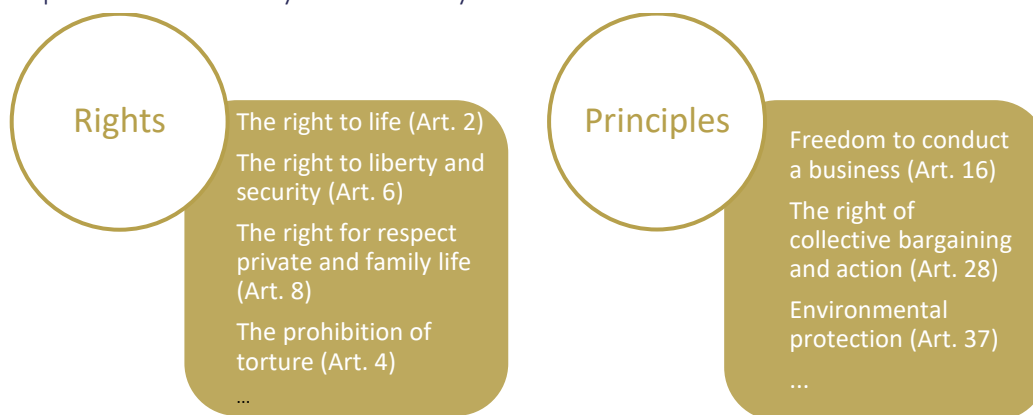 Rights
The right to life (Art. 2)
The right to liberty and
security (Art. 6)
The right for respect
private and family life
(Art. 8)
The prohibition of
torture (Art. 4)
...
Principles
Freedom to conduct
a business (Art. 16)
The right of
collective bargaining
and action (Art. 28)
Environmental
protection (Art. 37)
...